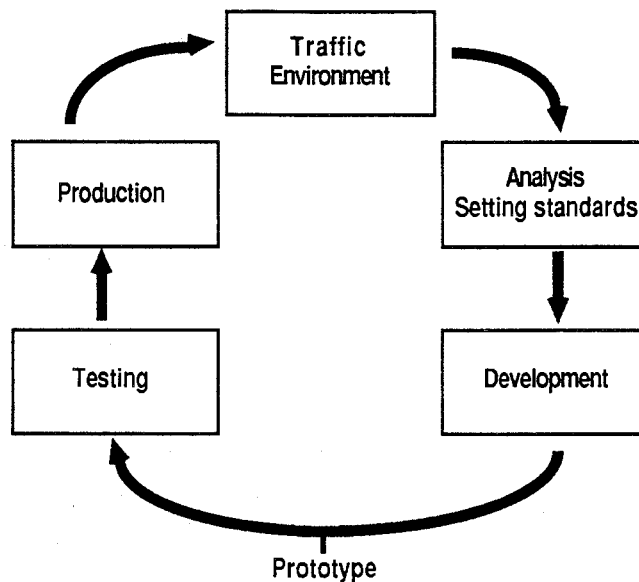 Traffic
Environment
Analysis
Setting standards
Development
Prototype
Testing
Production